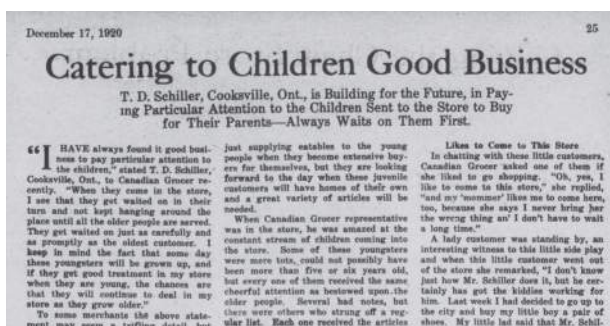 December 17, 1920
25
Catering to Children Good Business
T. D. Schiller, Cooksville, Ont., is Building for the Future, in Pay-
ing Particular Attention to the Children Sent to the Store to Buy
for Their Parents—Always Waits on Them First.
“I HAVE always found it good busi-
ness to pay particular attention to
the children,” stated T. D. Schiller,
Cooksville, Ont., to Canadian Grocer re-
cently. “When they come in the store,
I see that they get waited on in their
turn and not kept hanging around the
place until all the older people are served.
They get waited on just as carefully and
as promptly as the oldest customer. I
keep in mind the fact that some day
these youngsters will be grown up, and
if they get good treatment in my store
when they are young, the chances are
that they will continue to deal in my
store as they grow older.”
To some merchants the above state-
ment may seem a trifling detail, but
just supplying eatables to the young
people when they become extensive buy-
ers for themselves, but they are looking
forward to the day when these juvenile
customers will have homes of their own
and a great variety of articles will be
needed.
When Canadian Grocer representative
was in the store, he was amazed at the
constant stream of children coming into
the store. Some of these youngsters
were mere tots, could not possibly have
been more than five or six years old,
but every one of them received the same
cheerful attention as bestowed upon the
older people. Several had notes, but
there were others who strung off a reg-
ular list. Each one received the articles
Likes to Come to This Store
In chatting with these little customers,
Canadian Grocer asked one of them if
she liked to go shopping. “Oh, yes, I
like to come to this store,” she replied,
“and my ‘mommer’ likes me to come here,
too, because she says I never bring her
the wrong thing an’ I don’t have to wait
a long time.”
A lady customer was standing by, an
interesting witness to this little side play
and when this little customer went out
of the store she remarked, “I don’t know
just how Mr. Schiller does it, but he cer-
tainly has got the kiddies working for
him. Last week I had decided to go up to
the city and buy my little boy a pair of
shoes. My little lad said that Mr. Schil-